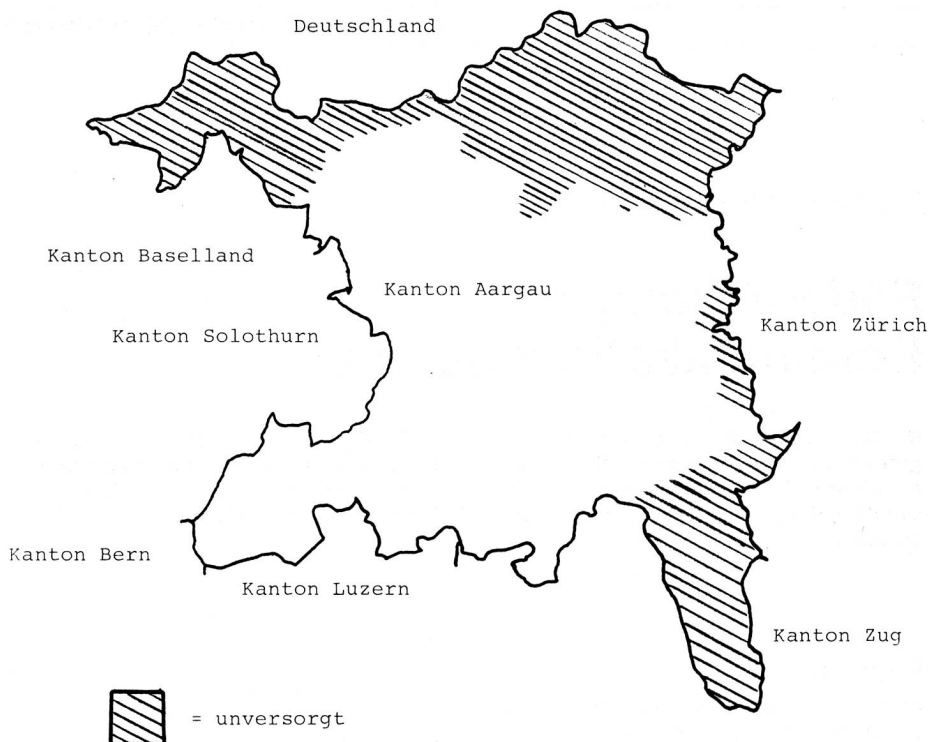 Deutschland
Kanton Baselland
Kanton Aargau
Kanton Solothurn
Kanton Zürich
Kanton Bern
Kanton Luzern
Kanton Zug
= unversorgt